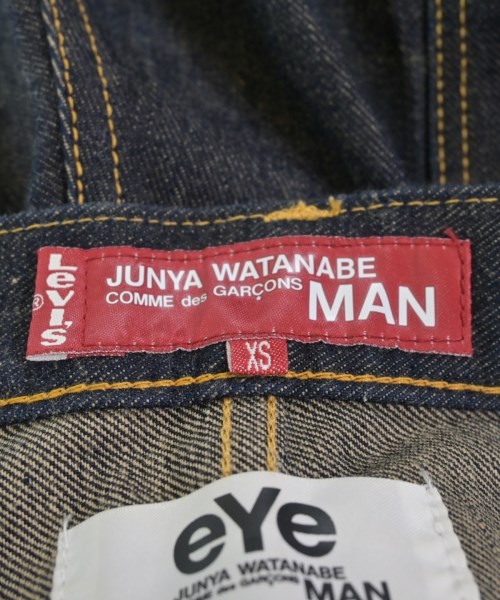 Levi's
®
JUNYA WATANABE
COMME des GARÇONS MAN
XS
eYe
JUNYA WATANABE
COMME des GARÇONS MAN